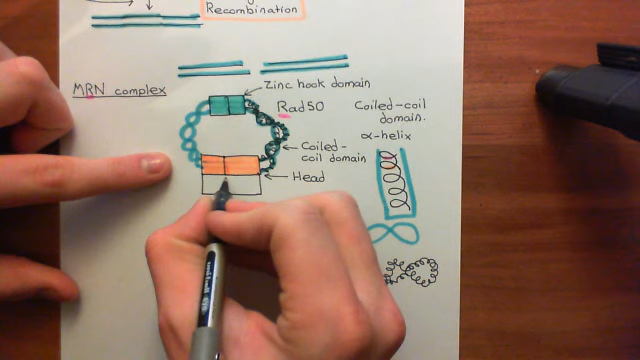 Recombination
MRN complex
Zinc hook domain
Rad50
Coiled-coil
domain.
α-helix
Coiled-
coil domain
Head